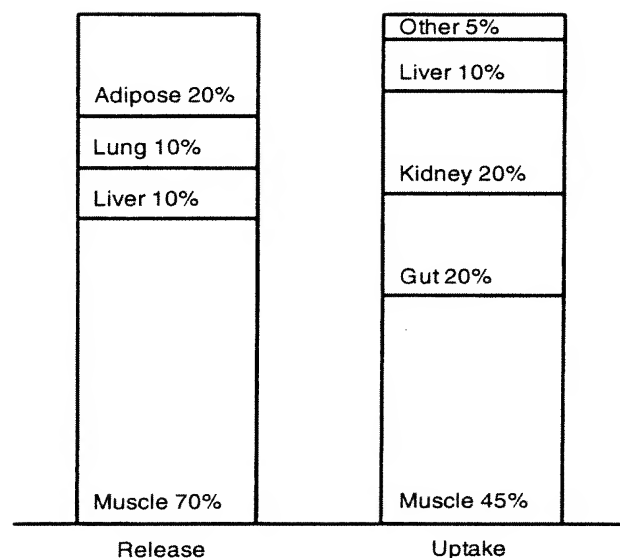 Adipose 20%
Lung 10%
Liver 10%
Muscle 70%
Release
Other 5%
Liver 10%
Kidney 20%
Gut 20%
Muscle 45%
Uptake